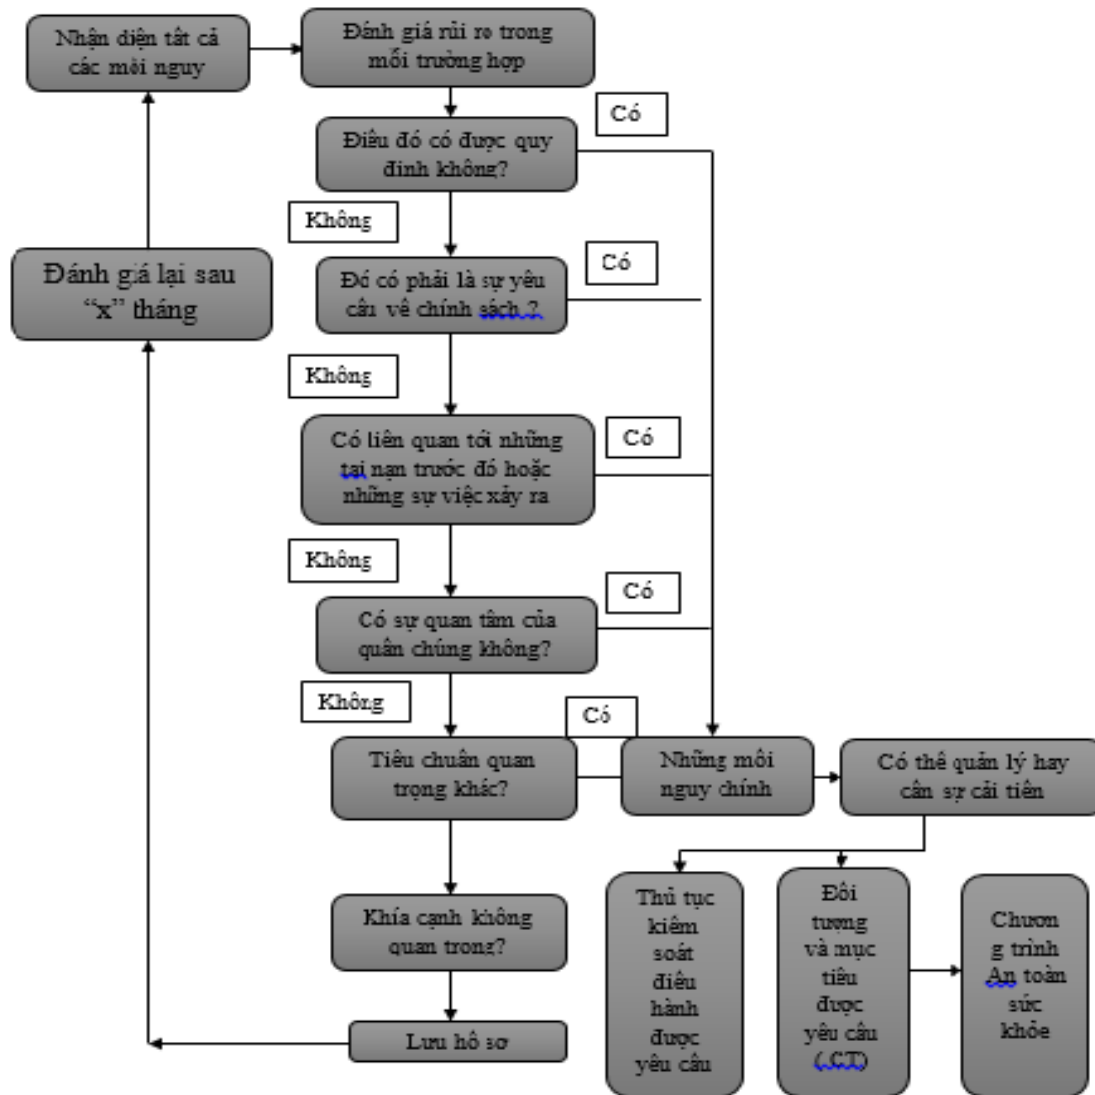 Nhận diện tất cả
các mối nguy
Đánh giá rủi ro trong
mỗi trường hợp
Có
Điều đó có được quy
định không?
Không
Có
Đó có phải là sự yêu
cầu về chính sách ?
Đánh giá lại sau
“x” tháng
Không
Có
Có liên quan tới những
tai nạn trước đó hoặc
những sự việc xảy ra
Không
Có
Có sự quan tâm của
quần chúng không?
Không
Có
Tiêu chuẩn quan
trọng khác?
Những mối
nguy chính
Có thể quản lý hay
cần sự cải tiến
Khía cạnh không
quan trọng?
Lưu hồ sơ
Thủ tục
kiểm
soát
điều
hành
được
yêu cầu
Đối
tượng
và mục
tiêu
được
yêu cầu
(.CT)
Chươn
g trình
An toàn
sức
khỏe